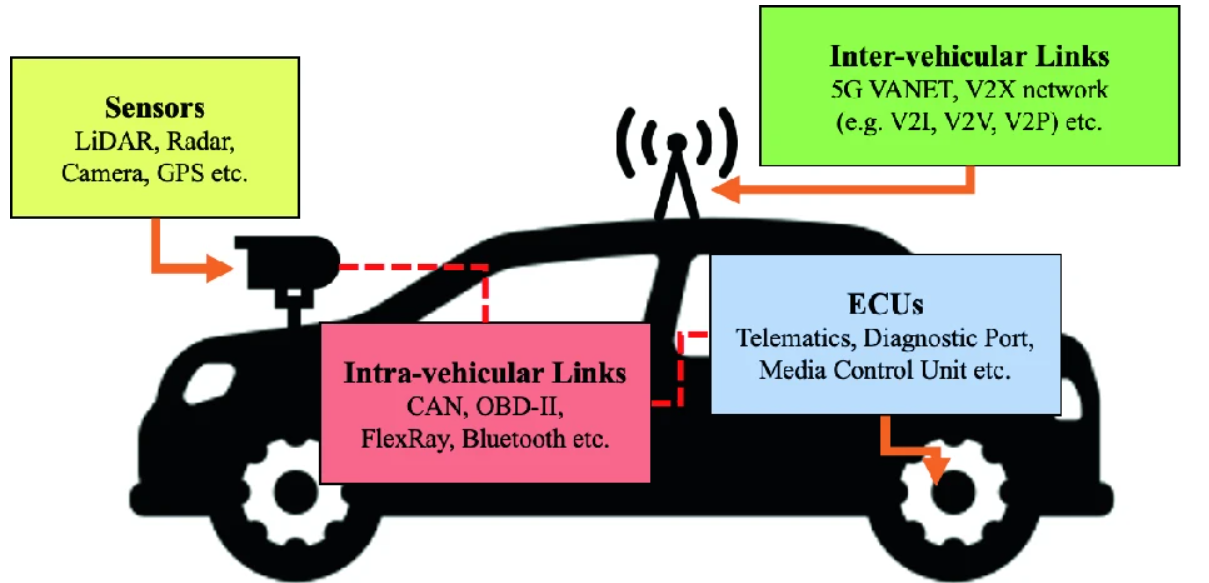 Sensors
LiDAR, Radar,
Camera, GPS etc.
Inter-vehicular Links
5G VANET, V2X nctwork
(e.g. V2I, V2V, V2P) etc.
Intra-vehicular Links
CAN, OBD-II,
FlexRay, Bluetooth etc.
ECUs
Telematics, Diagnostic Port,
Media Control Unit etc.